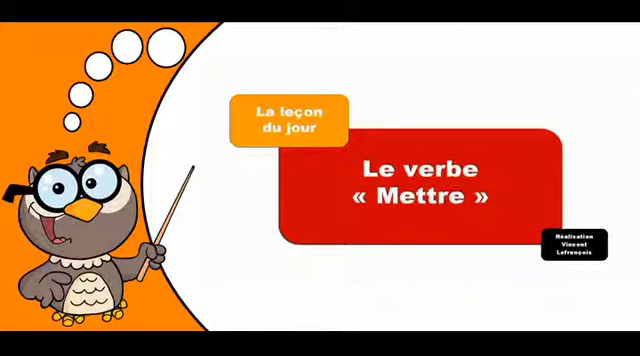 La leçon
du jour
Le verbe
« Mettre »
Réalisation
Vincent
Lefrançois